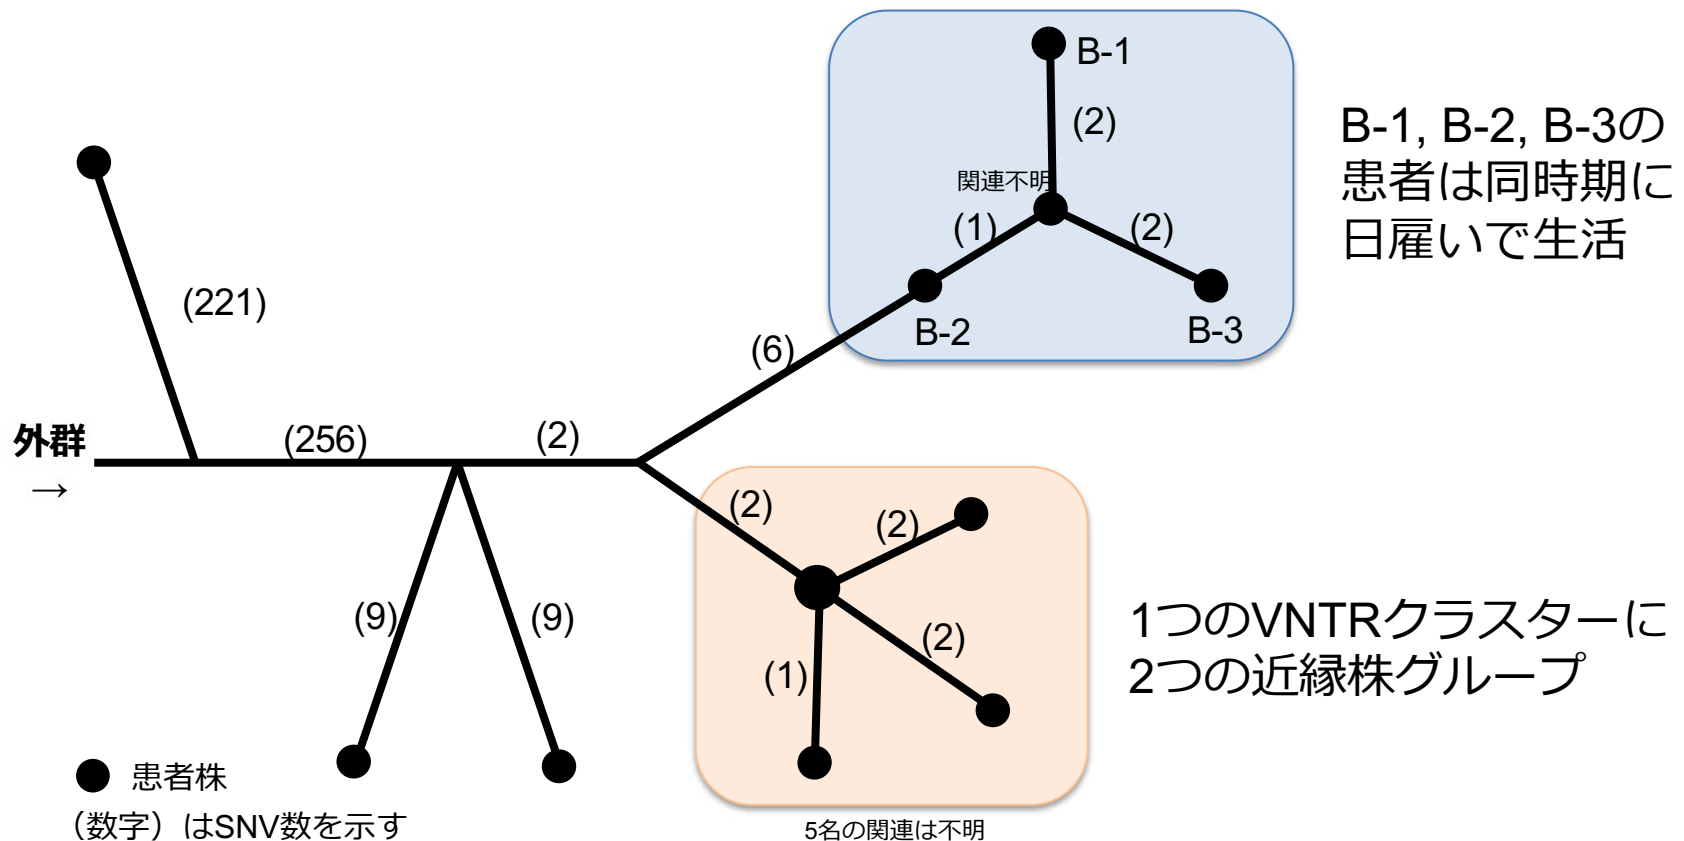 B-1
(2)
関連不明
(1)
(2)
B-2
B-3
B-1, B-2, B-3の
患者は同時期に
日雇いで生活
(221)
外群
→
(256)
(2)
(6)
(9)
(9)
(2)
(2)
(2)
(1)
1つのVNTRクラスターに
2つの近縁株グループ
患者株
（数字）はSNV数を示す
5名の関連は不明